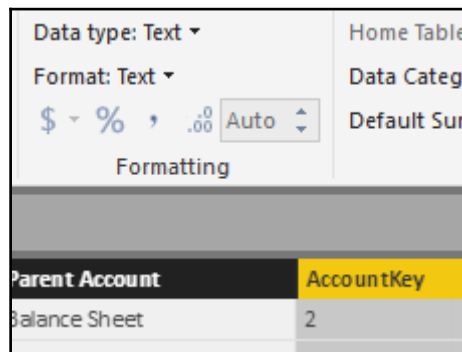 Data type: Text
Home Table
Format: Text
Data Categ
$ % , .00 Auto
Default Sur
Formatting
Parent Account AccountKey
Balance Sheet 2